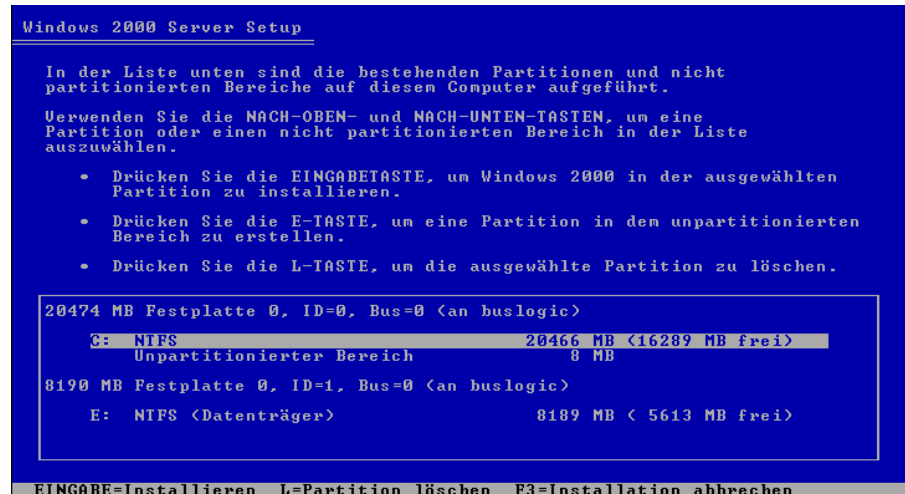 Windows 2000 Server Setup
In der Liste unten sind die bestehenden Partitionen und nicht
partitionierten Bereiche auf diesem Computer aufgeführt.
Verwenden Sie die NACH-OBEN- und NACH-UNTEN-TASTEN, um eine
Partition oder einen nicht partitionierten Bereich in der Liste
auszuwählen.
• Drücken Sie die EINGABETASTE, um Windows 2000 in der ausgewählten
Partition zu installieren.
• Drücken Sie die E-TASTE, um eine Partition in dem unpartitionierten
Bereich zu erstellen.
• Drücken Sie die L-TASTE, um die ausgewählte Partition zu löschen.
20474 MB Festplatte 0, ID=0, Bus=0 (an buslogic)
C: NTFS 20466 MB (16289 MB frei)
Unpartitionierter Bereich 8 MB
8190 MB Festplatte 0, ID=1, Bus=0 (an buslogic)
E: NTFS (Datenträger) 8189 MB ( 5613 MB frei)
EINGABE=Installieren L=Partition löschen F3=Installation abbrechen